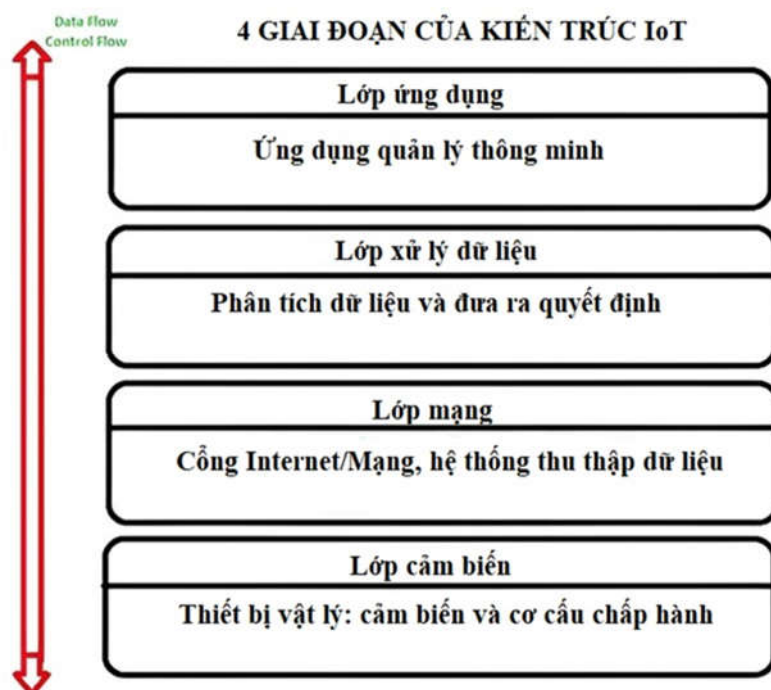 Data Flow
Control Flow
4 GIAI ĐOẠN CỦA KIẾN TRÚC IoT
Lớp ứng dụng
Ứng dụng quản lý thông minh
Lớp xử lý dữ liệu
Phân tích dữ liệu và đưa ra quyết định
Lớp mạng
Cổng Internet/Mạng, hệ thống thu thập dữ liệu
Lớp cảm biến
Thiết bị vật lý: cảm biến và cơ cấu chấp hành